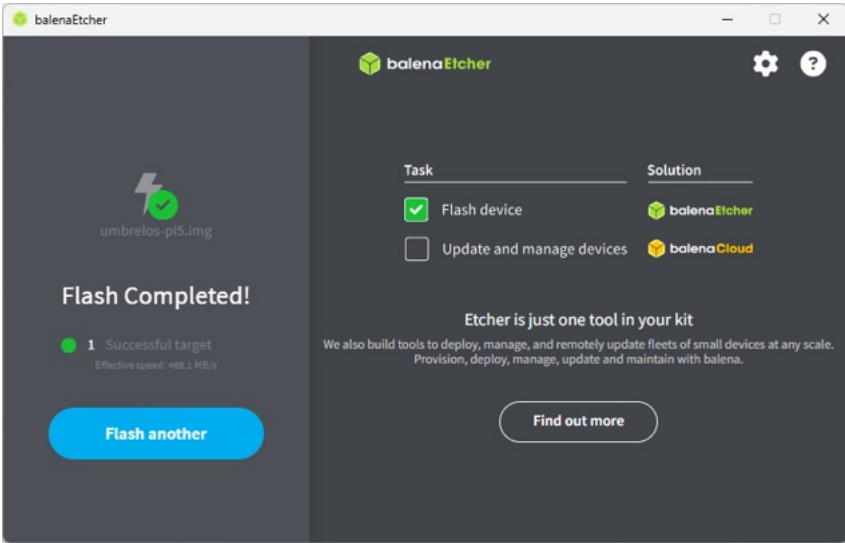 balenaEtcher
balenaEtcher
?
Task
Solution
Flash device
balenaEtcher
Update and manage devices
balenaCloud
umbrelos-pi5.img
Flash Completed!
1 Successful target
Effective speed: 468.1 MB/s
Flash another
Etcher is just one tool in your kit
We also build tools to deploy, manage, and remotely update fleets of small devices at any scale.
Provision, deploy, manage, update and maintain with balena.
Find out more